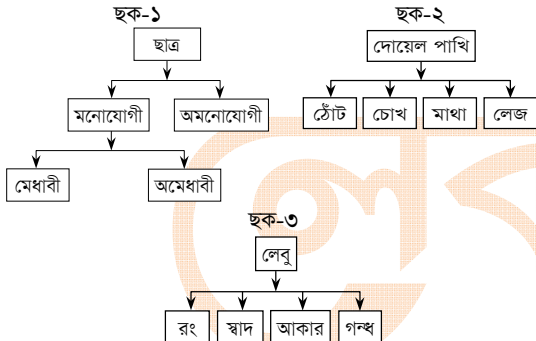 ছক-১
ছাত্র
মনোযোগী অমনোযোগী
মেধাবী অমেধাবী
ছক-২
দোয়েল পাখি
ঠোঁট চোখ মাথা লেজ
ছক-৩
লেবু
রং স্বাদ আকার গন্ধ